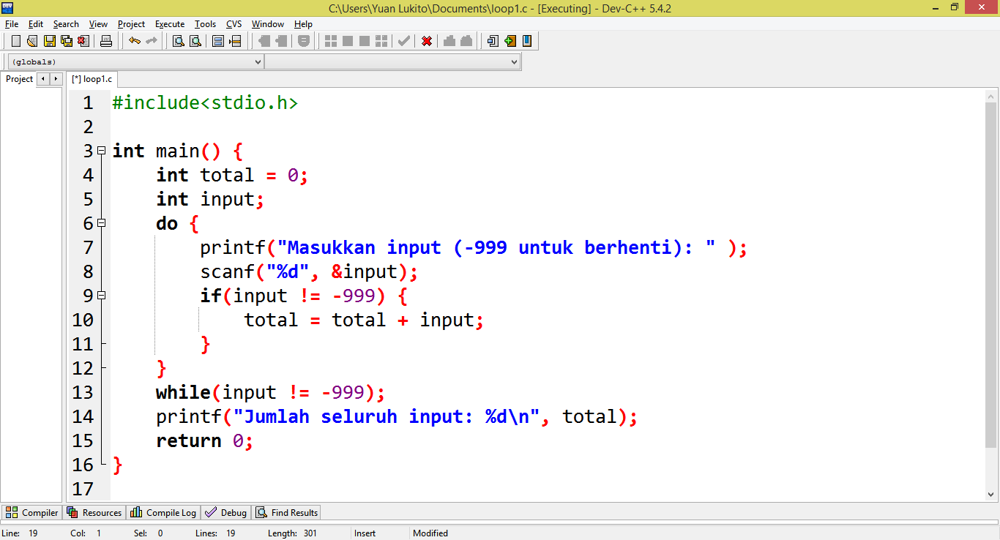 C:\Users\Yuan Lukito\Documents\loop1.c - [Executing] - Dev-C++ 5.4.2
File Edit Search View Project Execute Tools CVS Window Help
(globals)
Project
[*] loop1.c
1 #include<stdio.h>
2
3 int main() {
4     int total = 0;
5     int input;
6     do {
7         printf("Masukkan input (-999 untuk berhenti): " );
8         scanf("%d", &input);
9         if(input != -999) {
10             total = total + input;
11         }
12     }
13     while(input != -999);
14     printf("Jumlah seluruh input: %d\n", total);
15     return 0;
16 }
17
Compiler Resources Compile Log Debug Find Results
Line: 19 Col: 1 Sel: 0 Lines: 19 Length: 301 Insert Modified